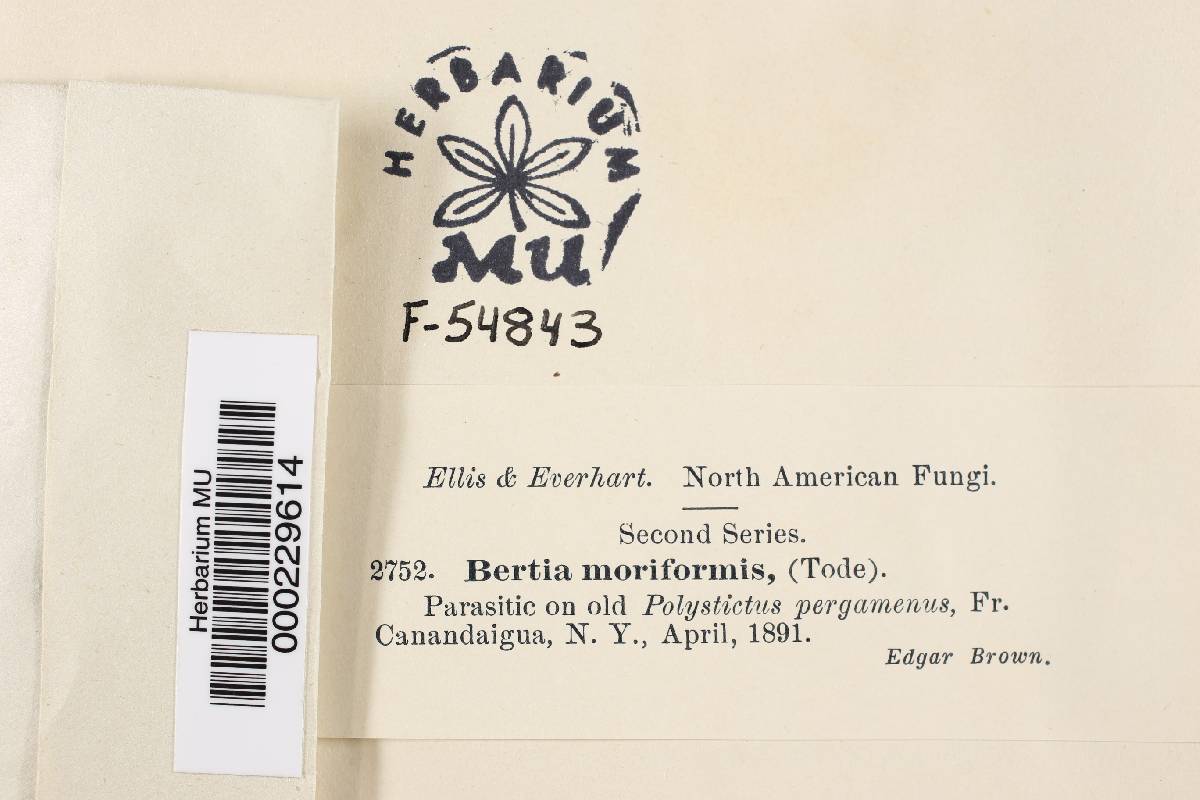 HERBARIUM
MU
F-54843
Herbarium MU
000229614
Ellis & Everhart. North American Fungi.
Second Series.
2752. Bertia moriformis, (Tode).
Parasitic on old Polystictus pergamenus, Fr.
Canandaigua, N. Y., April, 1891.
Edgar Brown.